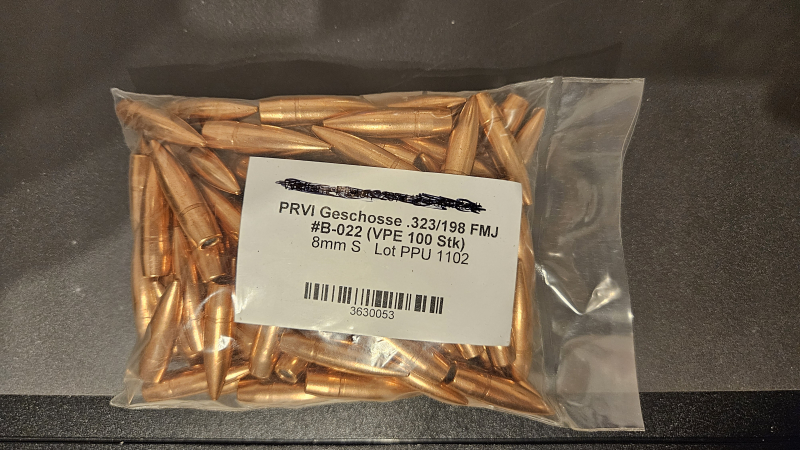 PRVI Geschosse .323/198 FMJ
#B-022 (VPE 100 Stk)
8mm S Lot PPU 1102
3630053